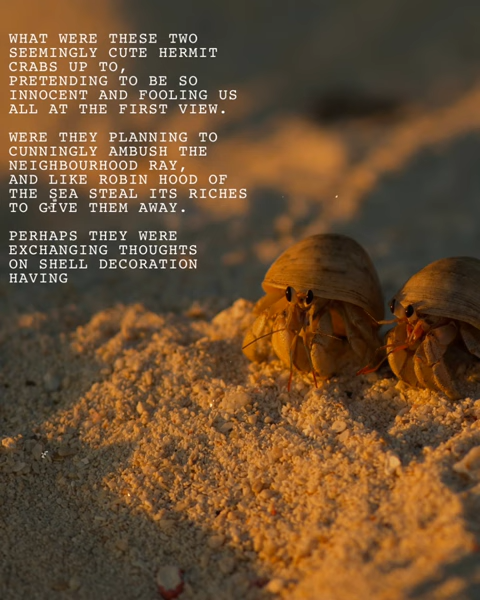 WHAT WERE THESE TWO
SEEMINGLY CUTE HERMIT
CRABS UP TO,
PRETENDING TO BE SO
INNOCENT AND FOOLING US
ALL AT THE FIRST VIEW.
WERE THEY PLANNING TO
CUNNINGLY AMBUSH THE
NEIGHBOURHOOD RAY,
AND LIKE ROBIN HOOD OF
THE SEA STEAL ITS RICHES
TO GIVE THEM AWAY.
PERHAPS THEY WERE
EXCHANGING THOUGHTS
ON SHELL DECORATION
HAVING